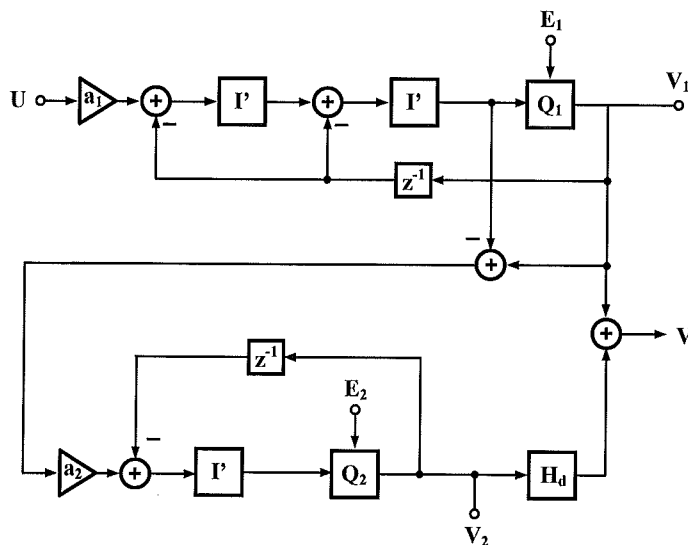 E₁
U
a₁
+
−
I'
+
−
I'
Q₁
V₁
z⁻¹
−
+
+
V
z⁻¹
E₂
−
a₂
+
I'
Q₂
H_d
V₂